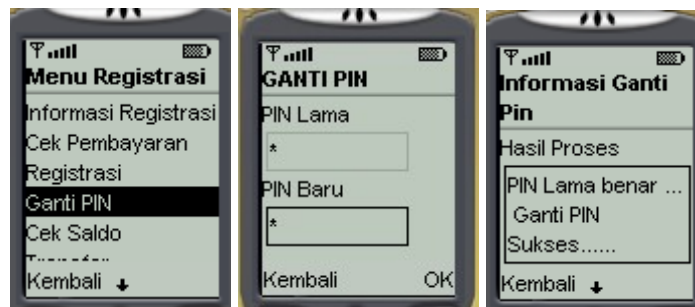 Menu Registrasi
Informasi Registrasi
Cek Pembayaran
Registrasi
Ganti PIN
Cek Saldo
Kembali
GANTI PIN
PIN Lama
*
PIN Baru
*
Kembali OK
Informasi Ganti
Pin
Hasil Proses
PIN Lama benar ...
Ganti PIN
Sukses......
Kembali